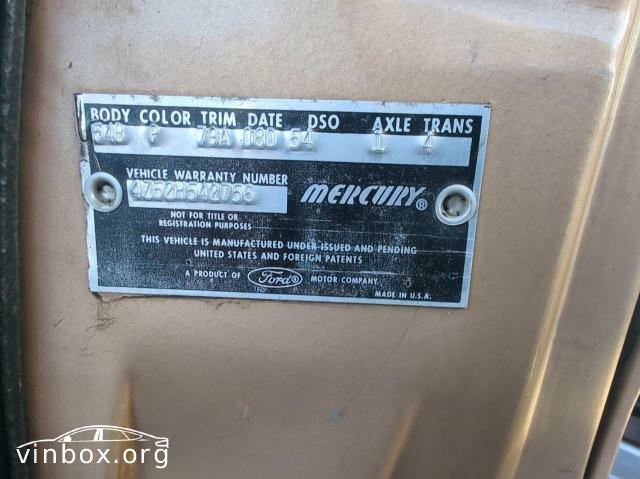 BODY COLOR TRIM DATE DSO AXLE TRANS
54B P 79A 08D 54 1 4
VEHICLE WARRANTY NUMBER
4Z52H542756
MERCURY®
NOT FOR TITLE OR
REGISTRATION PURPOSES
THIS VEHICLE IS MANUFACTURED UNDER ISSUED AND PENDING
UNITED STATES AND FOREIGN PATENTS
A PRODUCT OF Ford® MOTOR COMPANY
MADE IN U.S.A.
vinbox.org